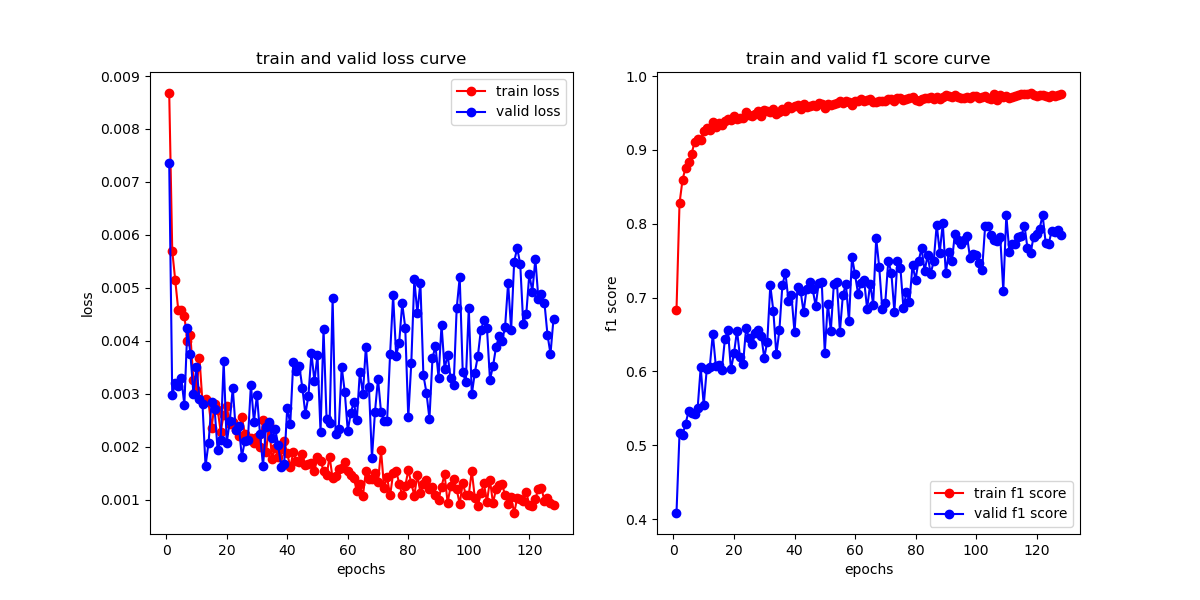 train and valid loss curve
0.009
0.008
0.007
0.006
0.005
0.004
0.003
0.002
0.001
loss
0 20 40 60 80 100 120
epochs
train loss
valid loss
train and valid f1 score curve
1.0
0.9
0.8
0.7
0.6
0.5
0.4
f1 score
0 20 40 60 80 100 120
epochs
train f1 score
valid f1 score